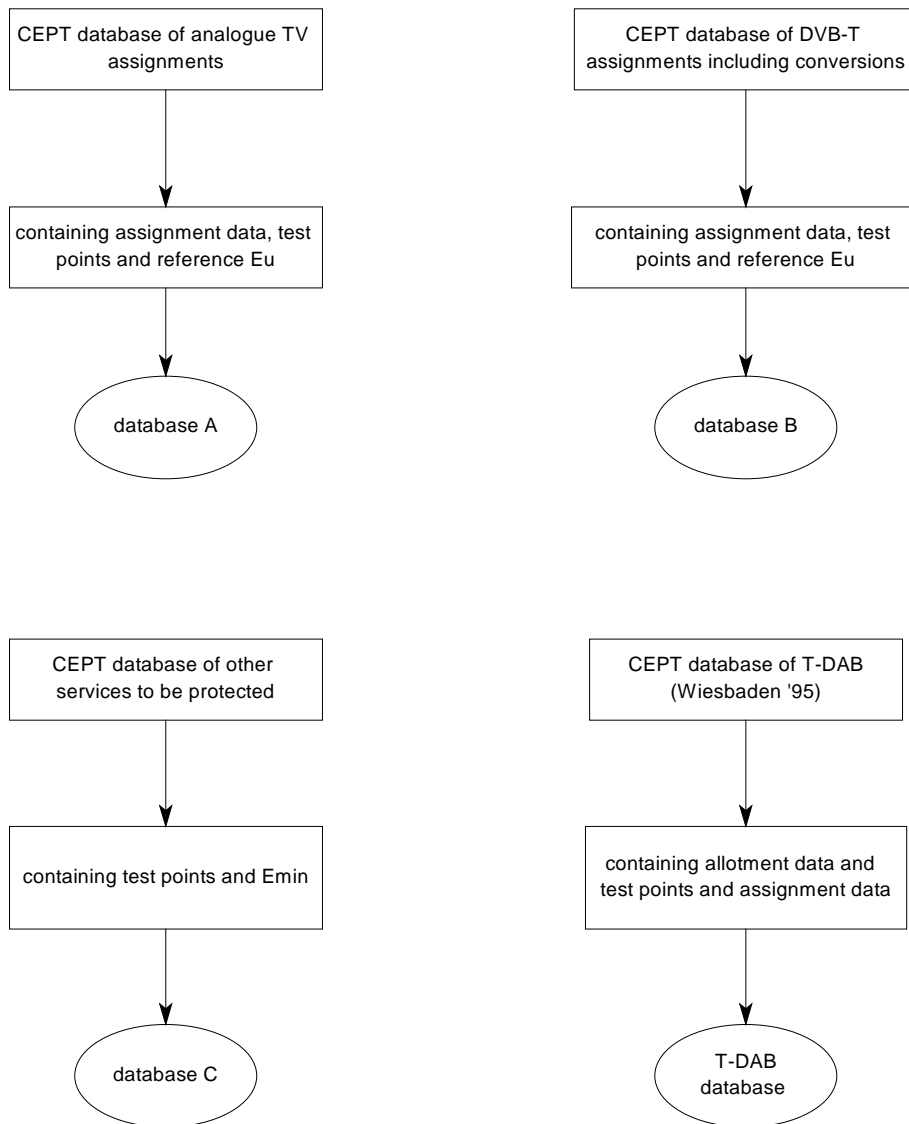 CEPT database of analogue TV
assignments
containing assignment data, test
points and reference Eu
database A
CEPT database of DVB-T
assignments including conversions
containing assignment data, test
points and reference Eu
database B
CEPT database of other
services to be protected
containing test points and Emin
database C
CEPT database of T-DAB
(Wiesbaden '95)
containing allotment data and
test points and assignment data
T-DAB
database